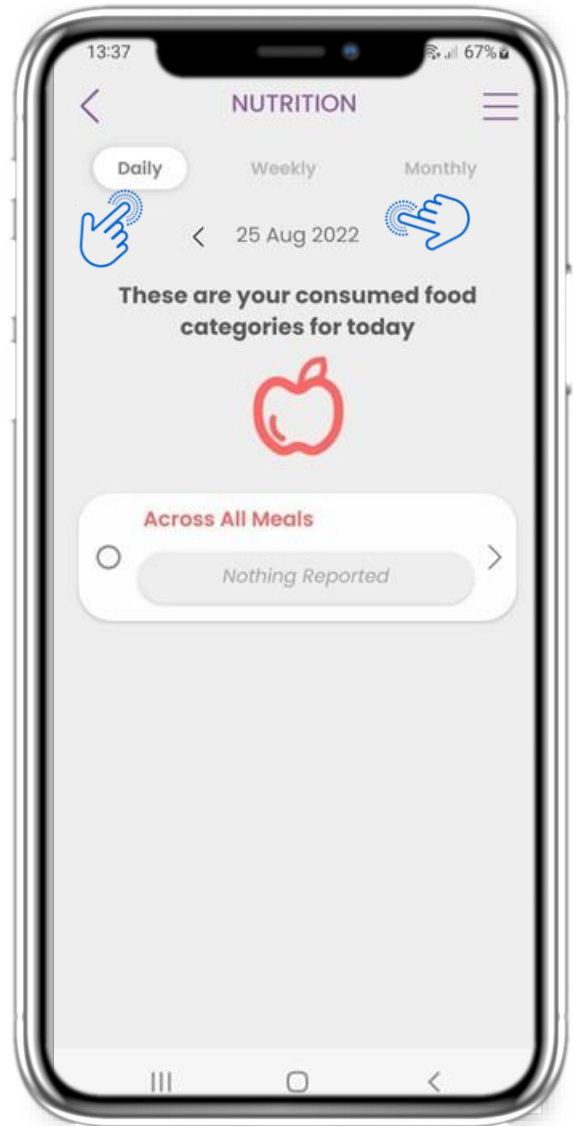 13:37 67%
NUTRITION
Daily Weekly Monthly
25 Aug 2022
These are your consumed food
categories for today
Across All Meals
Nothing Reported